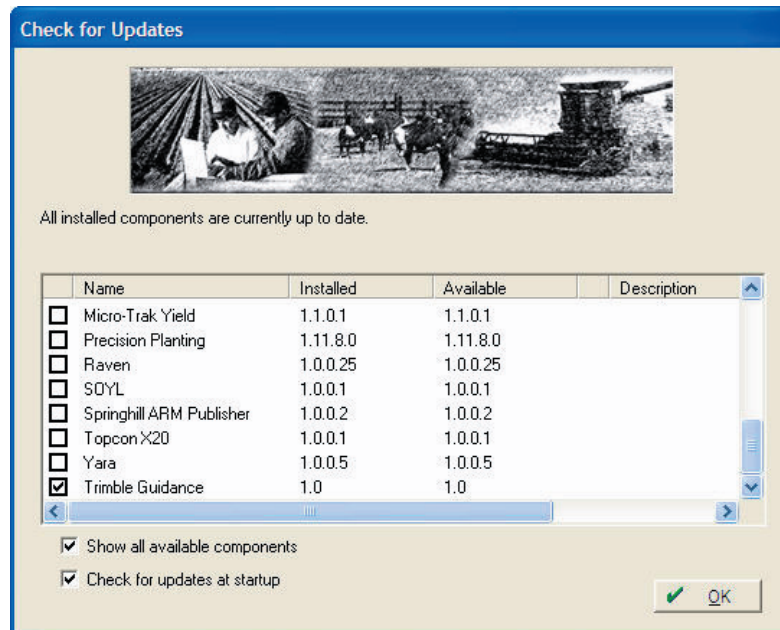 Check for Updates
All installed components are currently up to date.
Name Installed Available Description
Micro-Trak Yield 1.1.0.1 1.1.0.1
Precision Planting 1.11.8.0 1.11.8.0
Raven 1.0.0.25 1.0.0.25
SOYL 1.0.0.1 1.0.0.1
Springhill ARM Publisher 1.0.0.2 1.0.0.2
Topcon X20 1.0.0.1 1.0.0.1
Yara 1.0.0.5 1.0.0.5
Trimble Guidance 1.0 1.0
Show all available components
Check for updates at startup
OK